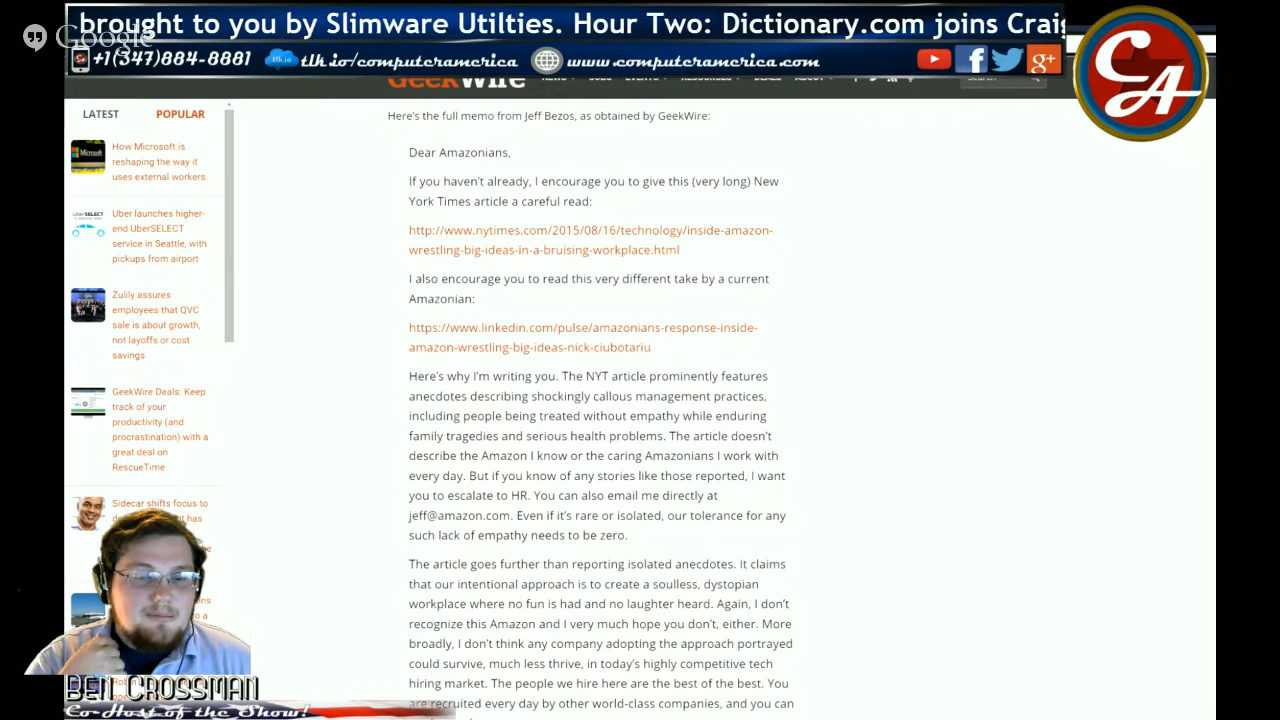 brought to you by Slimware Utilties. Hour Two: Dictionary.com joins Craig
Google
+1(347)884-8881 tlk.io/computeramerica www.computeramerica.com
CA
GeekWire
LATEST POPULAR
How Microsoft is
reshaping the way it
uses external workers
Uber launches higher-
end UberSELECT
service in Seattle, with
pickups from airport
Zulily assures
employees that QVC
sale is about growth,
not layoffs or cost
savings
GeekWire Deals: Keep
track of your
productivity (and
procrastination) with a
great deal on
RescueTime
Sidecar shifts focus to
Here's the full memo from Jeff Bezos, as obtained by GeekWire:
Dear Amazonians,
If you haven't already, I encourage you to give this (very long) New
York Times article a careful read:
http://www.nytimes.com/2015/08/16/technology/inside-amazon-
wrestling-big-ideas-in-a-bruising-workplace.html
I also encourage you to read this very different take by a current
Amazonian:
https://www.linkedin.com/pulse/amazonians-response-inside-
amazon-wrestling-big-ideas-nick-ciubotariu
Here's why I'm writing you. The NYT article prominently features
anecdotes describing shockingly callous management practices,
including people being treated without empathy while enduring
family tragedies and serious health problems. The article doesn't
describe the Amazon I know or the caring Amazonians I work with
every day. But if you know of any stories like those reported, I want
you to escalate to HR. You can also email me directly at
jeff@amazon.com. Even if it's rare or isolated, our tolerance for any
such lack of empathy needs to be zero.
The article goes further than reporting isolated anecdotes. It claims
that our intentional approach is to create a soulless, dystopian
workplace where no fun is had and no laughter heard. Again, I don't
recognize this Amazon and I very much hope you don't, either. More
broadly, I don't think any company adopting the approach portrayed
could survive, much less thrive, in today's highly competitive tech
hiring market. The people we hire here are the best of the best. You
are recruited every day by other world-class companies, and you can
BEN CROSSMAN
Co-Host of the Show!